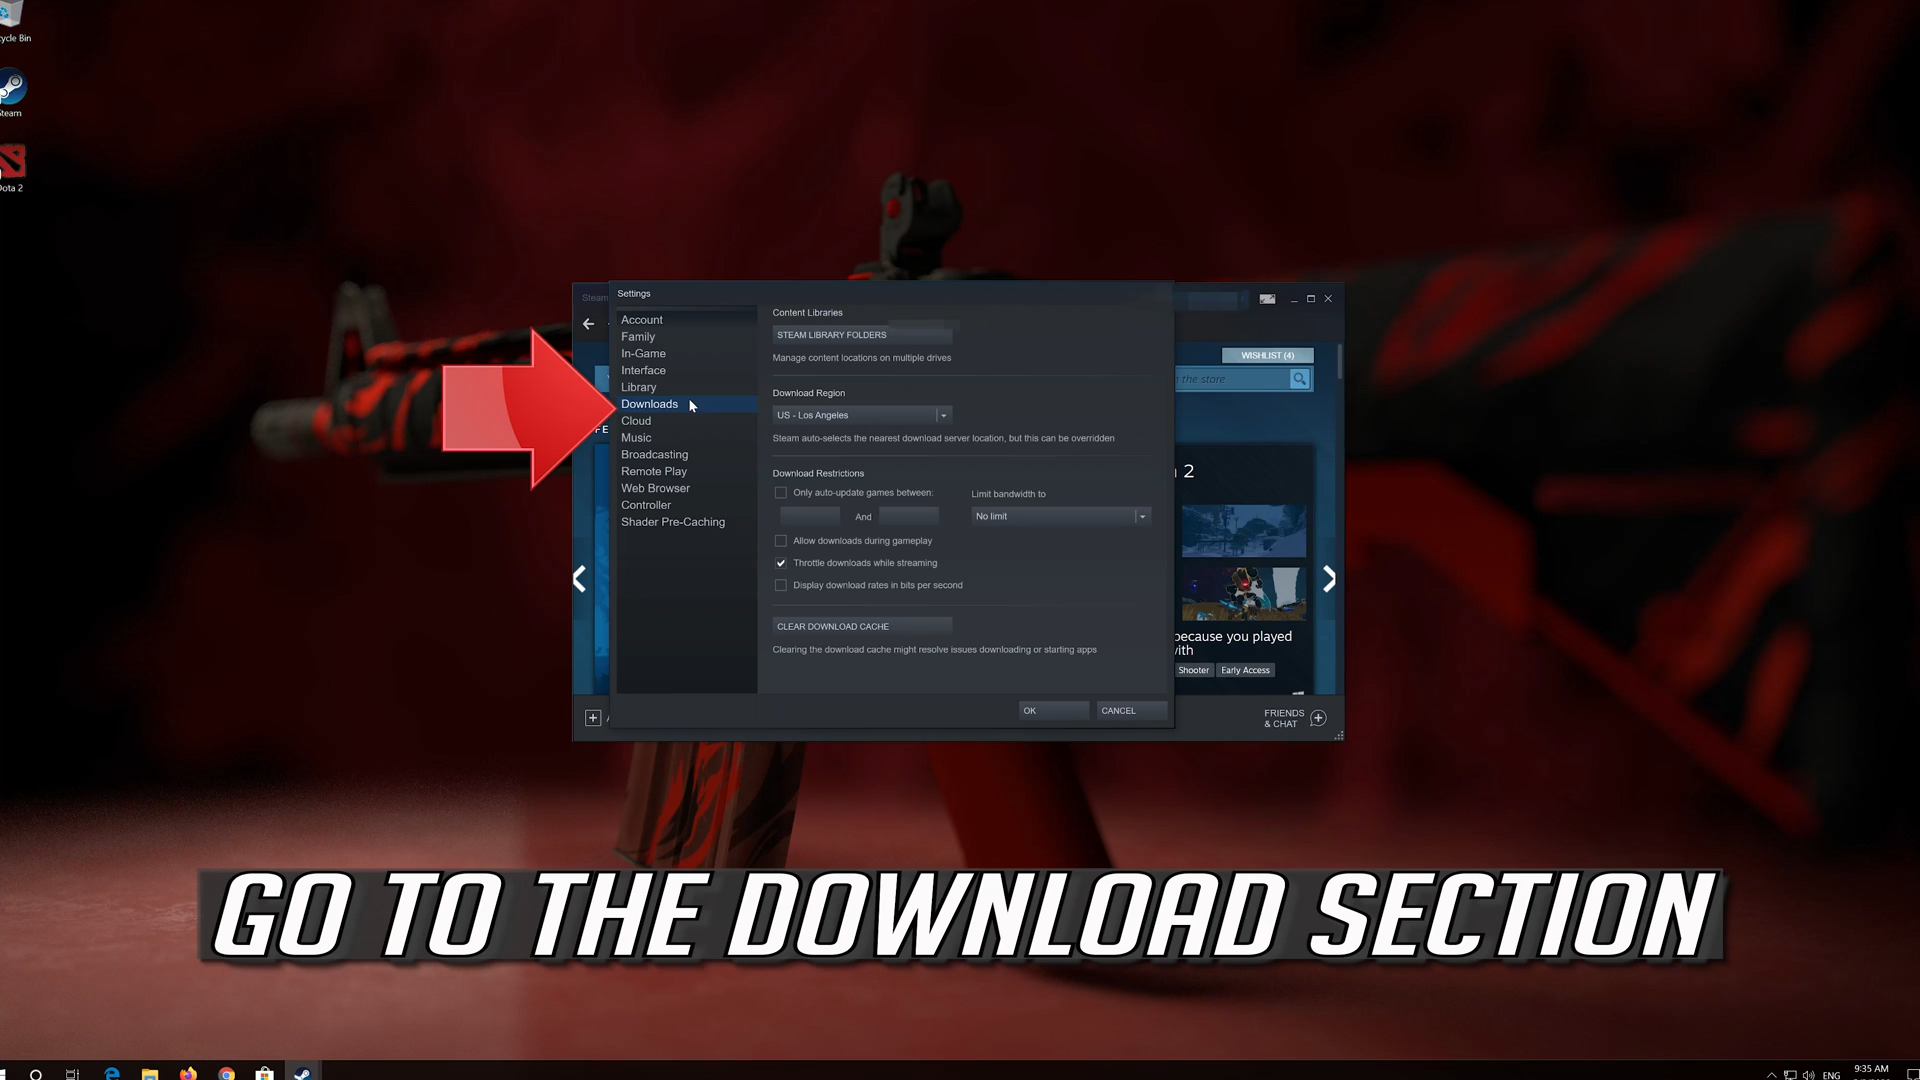 cycle Bin
Steam
Dota 2
Steam
Settings
Account
Family
In-Game
Interface
Library
Downloads
Cloud
Music
Broadcasting
Remote Play
Web Browser
Controller
Shader Pre-Caching
Content Libraries
STEAM LIBRARY FOLDERS
Manage content locations on multiple drives
Download Region
US - Los Angeles
Steam auto-selects the nearest download server location, but this can be overridden
Download Restrictions
Only auto-update games between:
And
Limit bandwidth to
No limit
Allow downloads during gameplay
Throttle downloads while streaming
Display download rates in bits per second
CLEAR DOWNLOAD CACHE
Clearing the download cache might resolve issues downloading or starting apps
OK
CANCEL
WISHLIST (4)
the store
FE
2
because you played
with
Shooter
Early Access
FRIENDS
& CHAT
GO TO THE DOWNLOAD SECTION
ENG
9:35 AM